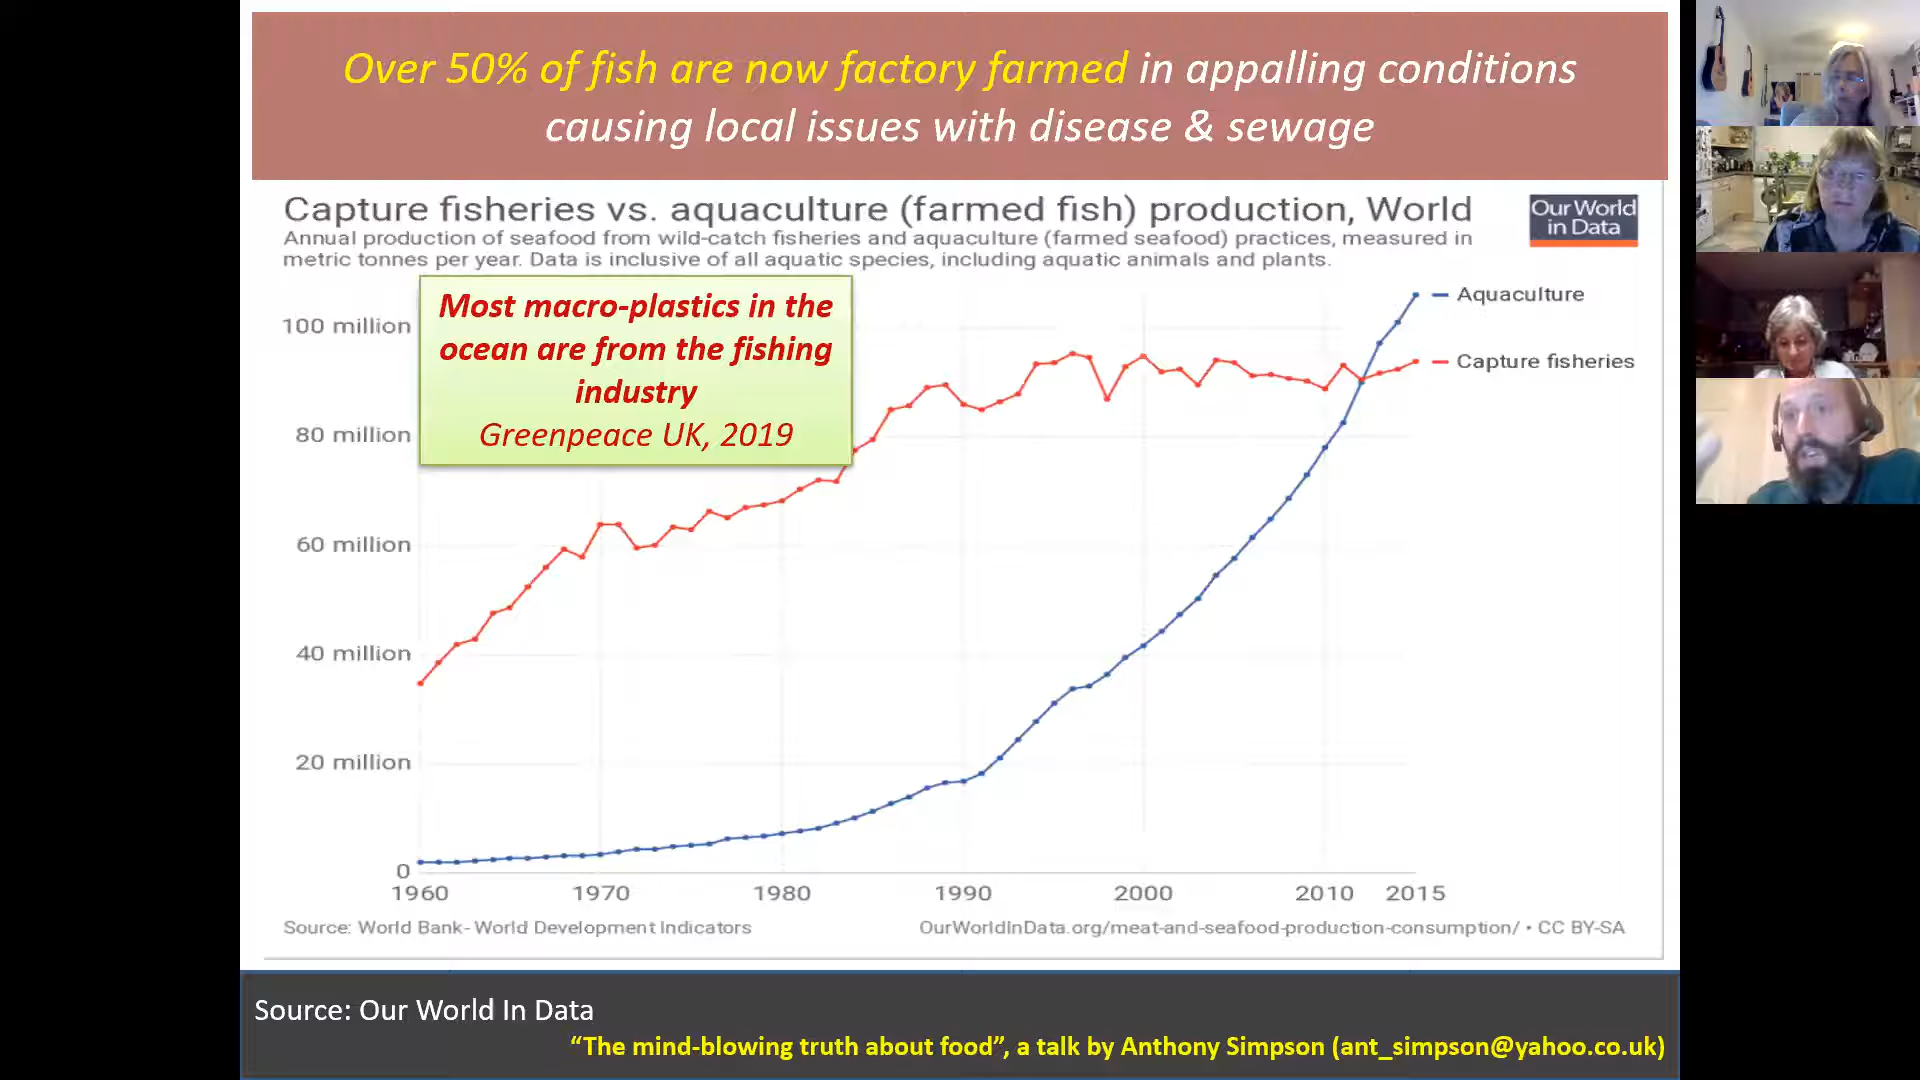 Over 50% of fish are now factory farmed in appalling conditions
causing local issues with disease & sewage
Capture fisheries vs. aquaculture (farmed fish) production, World
Annual production of seafood from wild-catch fisheries and aquaculture (farmed seafood) practices, measured in
metric tonnes per year. Data is inclusive of all aquatic species, including aquatic animals and plants.
Our World
in Data
Most macro-plastics in the
ocean are from the fishing
industry
Greenpeace UK, 2019
Aquaculture
Capture fisheries
100 million
80 million
60 million
40 million
20 million
0
1960 1970 1980 1990 2000 2010 2015
Source: World Bank- World Development Indicators
OurWorldInData.org/meat-and-seafood-production-consumption/ • CC BY-SA
Source: Our World In Data
“The mind-blowing truth about food”, a talk by Anthony Simpson (ant_simpson@yahoo.co.uk)